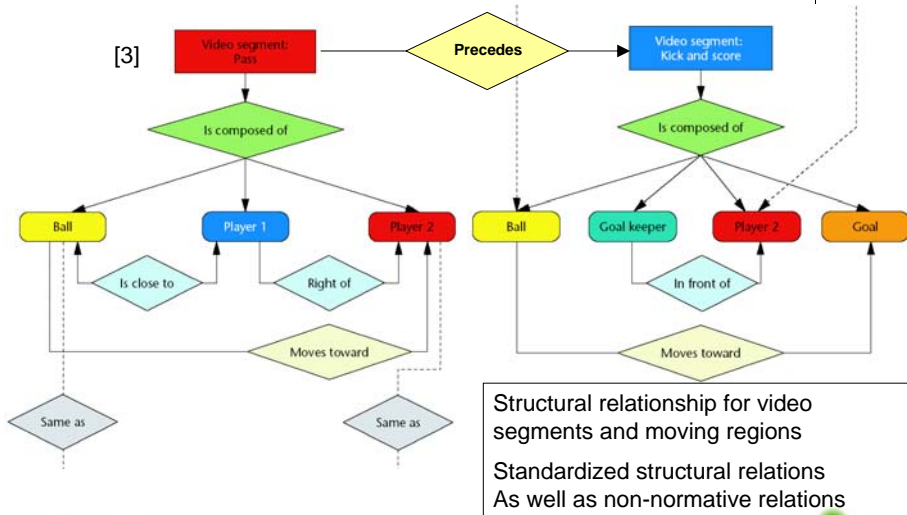 [3]
Video segment:
Pass
Precedes
Video segment:
Kick and score
Is composed of
Is composed of
Ball
Player 1
Player 2
Ball
Goal keeper
Player 2
Goal
Is close to
Right of
In front of
Moves toward
Moves toward
Same as
Same as
Structural relationship for video
segments and moving regions
Standardized structural relations
As well as non-normative relations